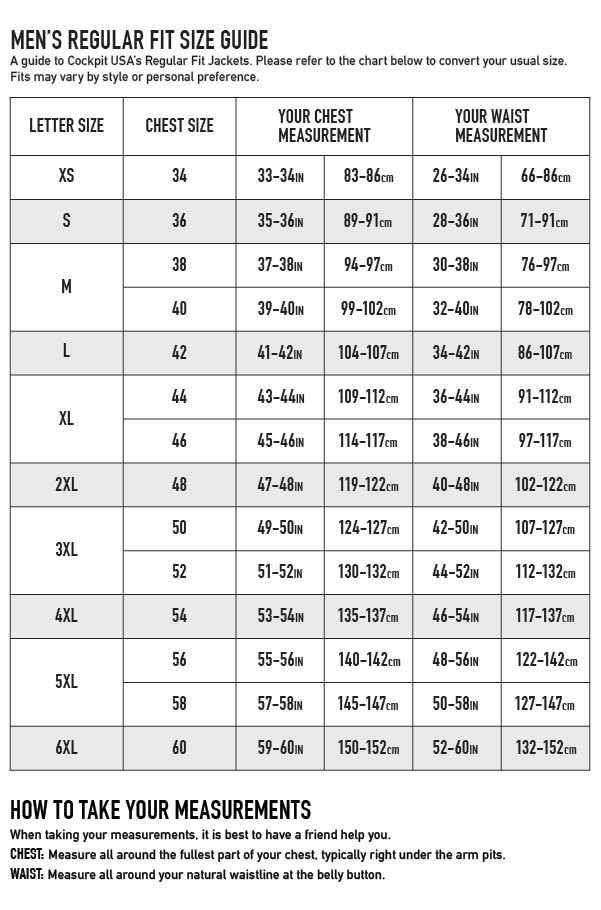 MEN'S REGULAR FIT SIZE GUIDE
A guide to Cockpit USA's Regular Fit Jackets. Please refer to the chart below to convert your usual size.
Fits may vary by style or personal preference.
LETTER SIZE CHEST SIZE YOUR CHEST MEASUREMENT YOUR WAIST MEASUREMENT
XS 34 33-34IN 83-86cm 26-34IN 66-86cm
S 36 35-36IN 89-91cm 28-36IN 71-91cm
M 38 37-38IN 94-97cm 30-38IN 76-97cm
40 39-40IN 99-102cm 32-40IN 78-102cm
L 42 41-42IN 104-107cm 34-42IN 86-107cm
XL 44 43-44IN 109-112cm 36-44IN 91-112cm
46 45-46IN 114-117cm 38-46IN 97-117cm
2XL 48 47-48IN 119-122cm 40-48IN 102-122cm
3XL 50 49-50IN 124-127cm 42-50IN 107-127cm
52 51-52IN 130-132cm 44-52IN 112-132cm
4XL 54 53-54IN 135-137cm 46-54IN 117-137cm
5XL 56 55-56IN 140-142cm 48-56IN 122-142cm
58 57-58IN 145-147cm 50-58IN 127-147cm
6XL 60 59-60IN 150-152cm 52-60IN 132-152cm
HOW TO TAKE YOUR MEASUREMENTS
When taking your measurements, it is best to have a friend help you.
CHEST: Measure all around the fullest part of your chest, typically right under the arm pits.
WAIST: Measure all around your natural waistline at the belly button.